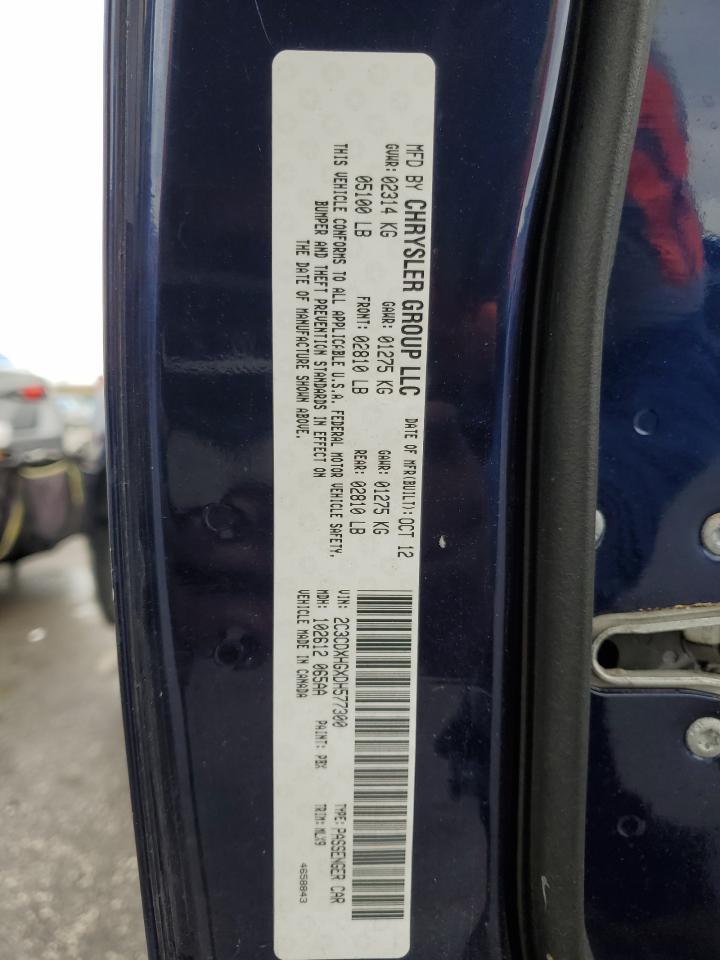 MFD BY CHRYSLER GROUP LLC DATE OF MFR(BUILT): OCT 12
GVWR: 02314 KG GAWR: 01275 KG GAWR: 01275 KG
05100 LB FRONT: 02810 LB REAR: 02810 LB
THIS VEHICLE CONFORMS TO ALL APPLICABLE U.S.A. FEDERAL MOTOR VEHICLE SAFETY,
BUMPER AND THEFT PREVENTION STANDARDS IN EFFECT ON
THE DATE OF MANUFACTURE SHOWN ABOVE.
VIN: 2C3CDXHGXDH577300 TYPE: PASSENGER CAR
MDH: 102612 065AA PAINT: PBX TRIM: MLX9
VEHICLE MADE IN CANADA
4658843